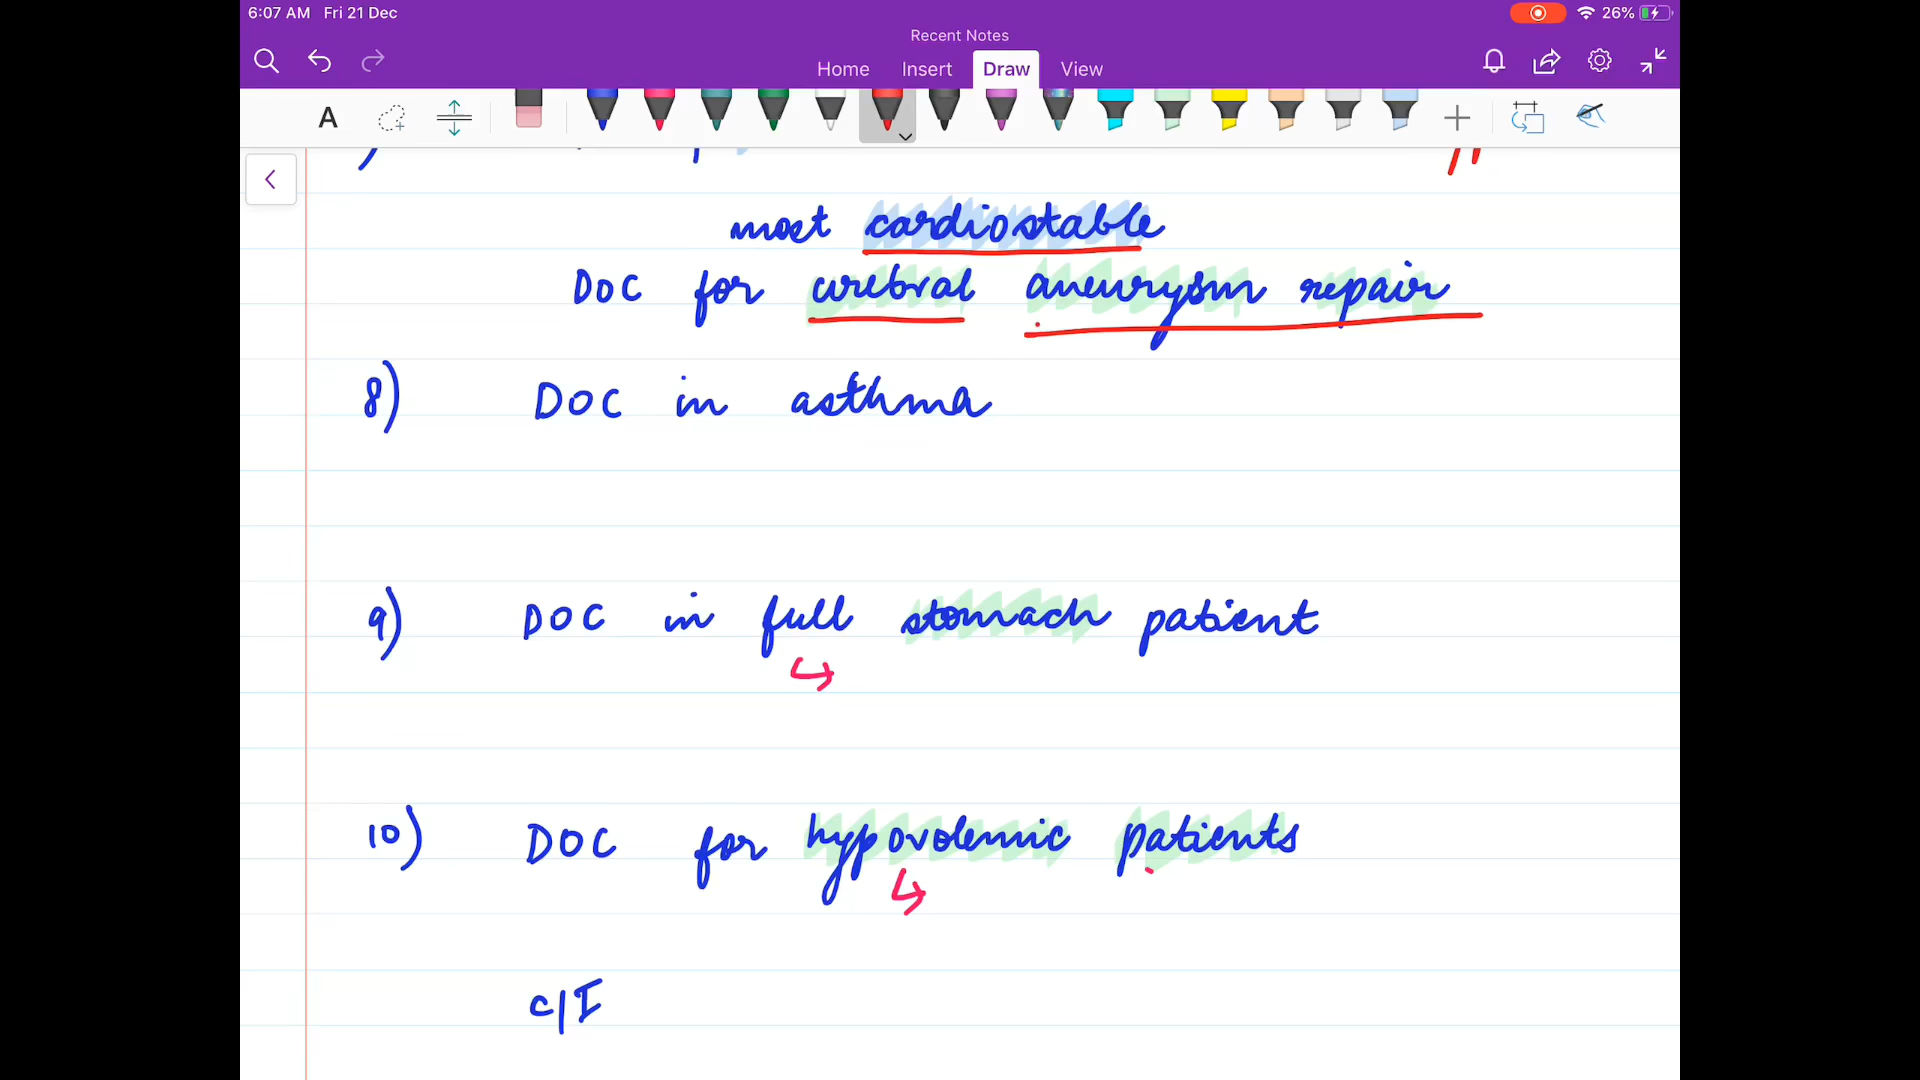 6:07 AM Fri 21 Dec
26%
Recent Notes
Home Insert Draw View
A
most cardiostable
DOC for cerebral aneurysm repair
8) DOC in asthma
9) DOC in full stomach patient
10) DOC for hypovolemic patients
C/I